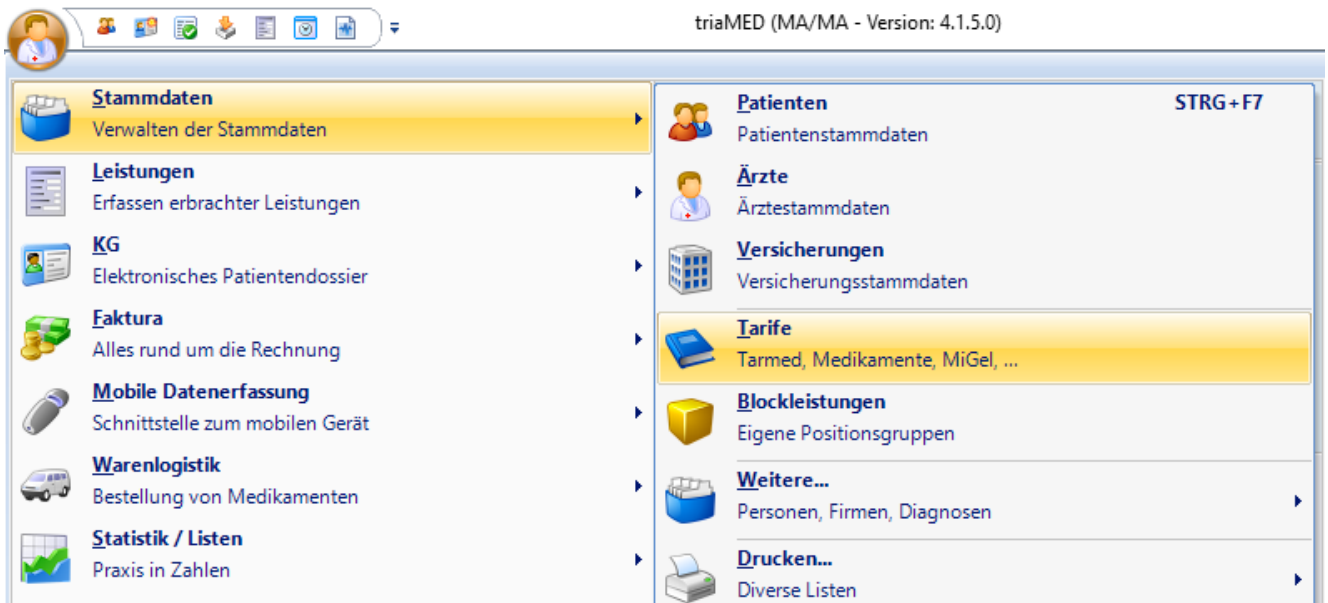 triaMED (MA/MA - Version: 4.1.5.0)
Stammdaten
Verwalten der Stammdaten
Leistungen
Erfassen erbrachter Leistungen
KG
Elektronisches Patientendossier
Faktura
Alles rund um die Rechnung
Mobile Datenerfassung
Schnittstelle zum mobilen Gerät
Warenlogistik
Bestellung von Medikamenten
Statistik / Listen
Praxis in Zahlen
Patienten STRG+F7
Patientenstammdaten
Ärzte
Ärztestammdaten
Versicherungen
Versicherungsstammdaten
Tarife
Tarmed, Medikamente, MiGel, ...
Blockleistungen
Eigene Positionsgruppen
Weitere...
Personen, Firmen, Diagnosen
Drucken...
Diverse Listen